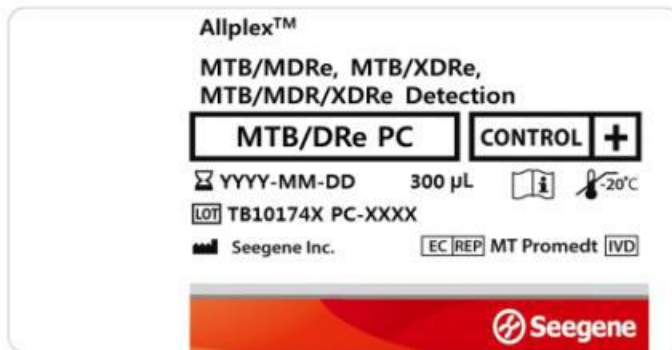 Allplex™
MTB/MDRe, MTB/XDRe,
MTB/MDR/XDRe Detection
MTB/DRe PC CONTROL +
YYYY-MM-DD 300 μL -20°C
LOT TB10174X PC-XXXX
Seegene Inc. EC REP MT Promedt IVD
Seegene